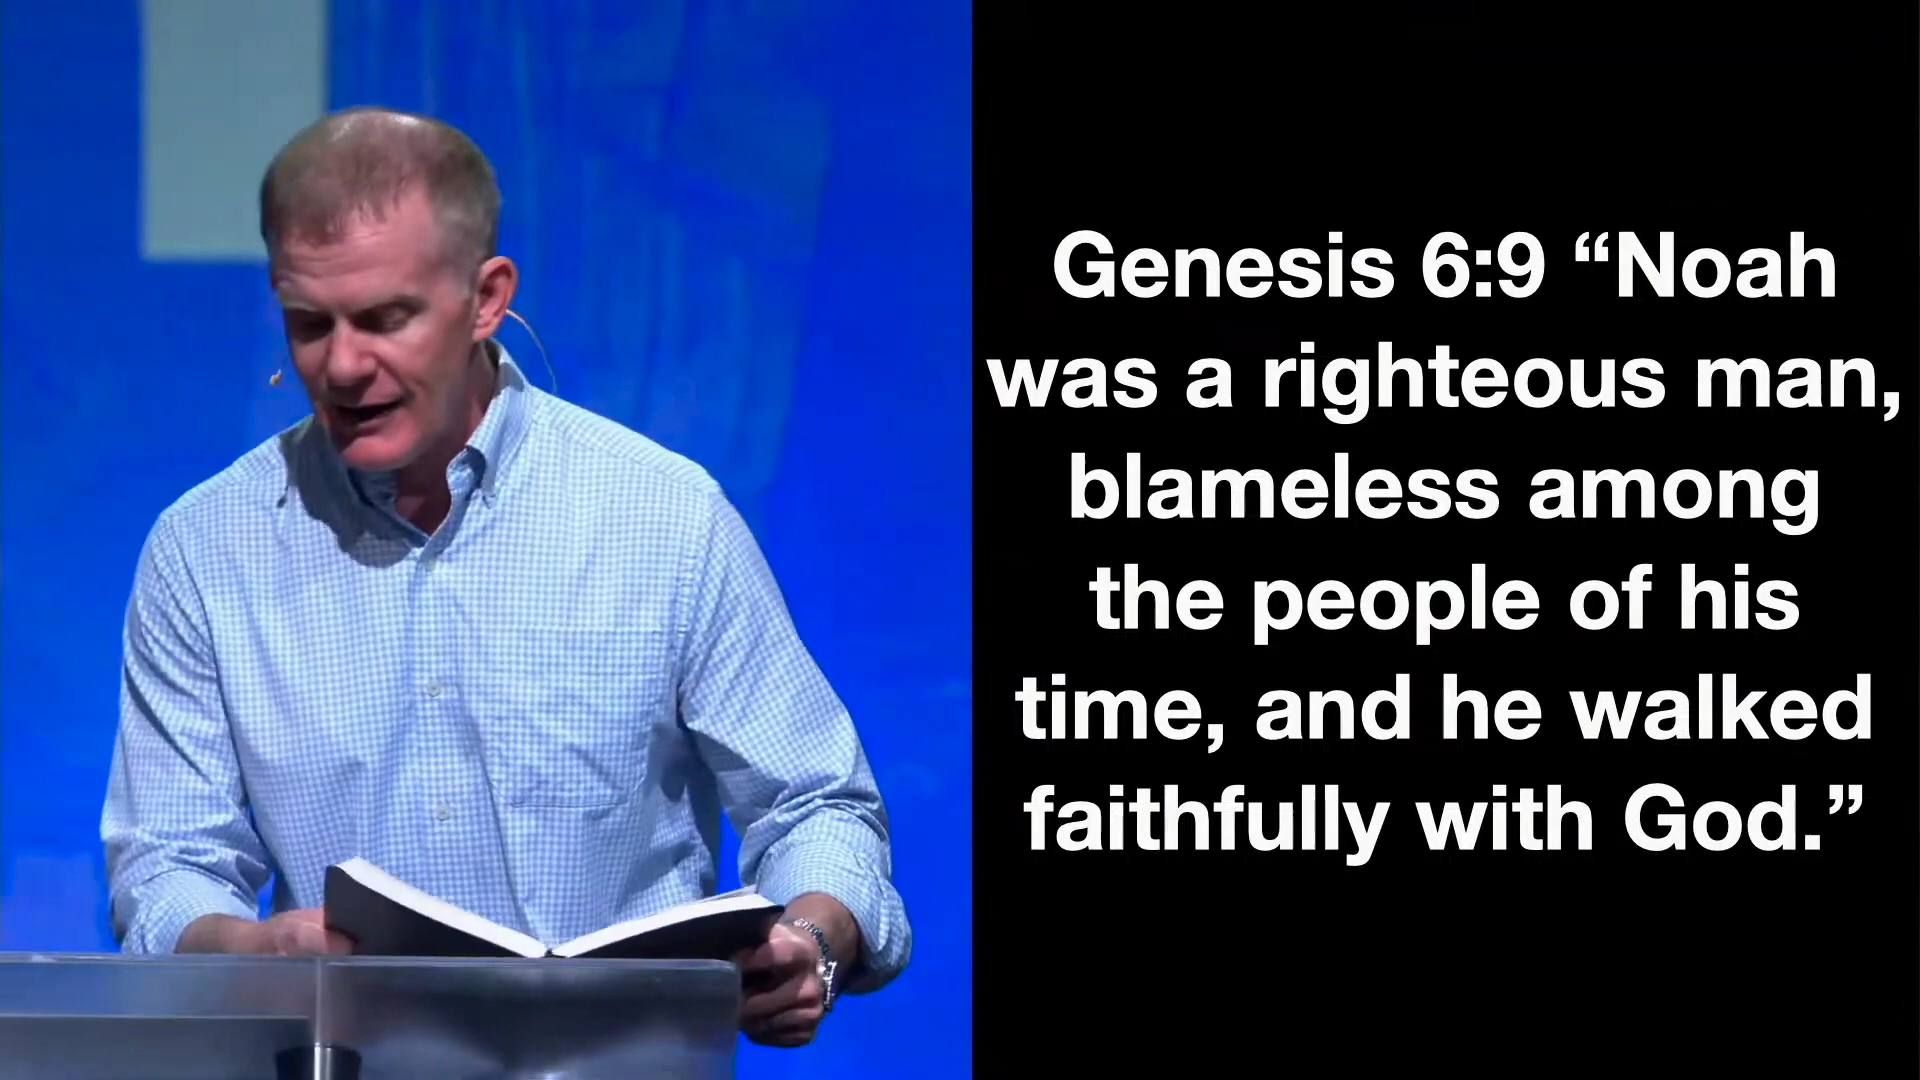 Genesis 6:9 “Noah
was a righteous man,
blameless among
the people of his
time, and he walked
faithfully with God.”